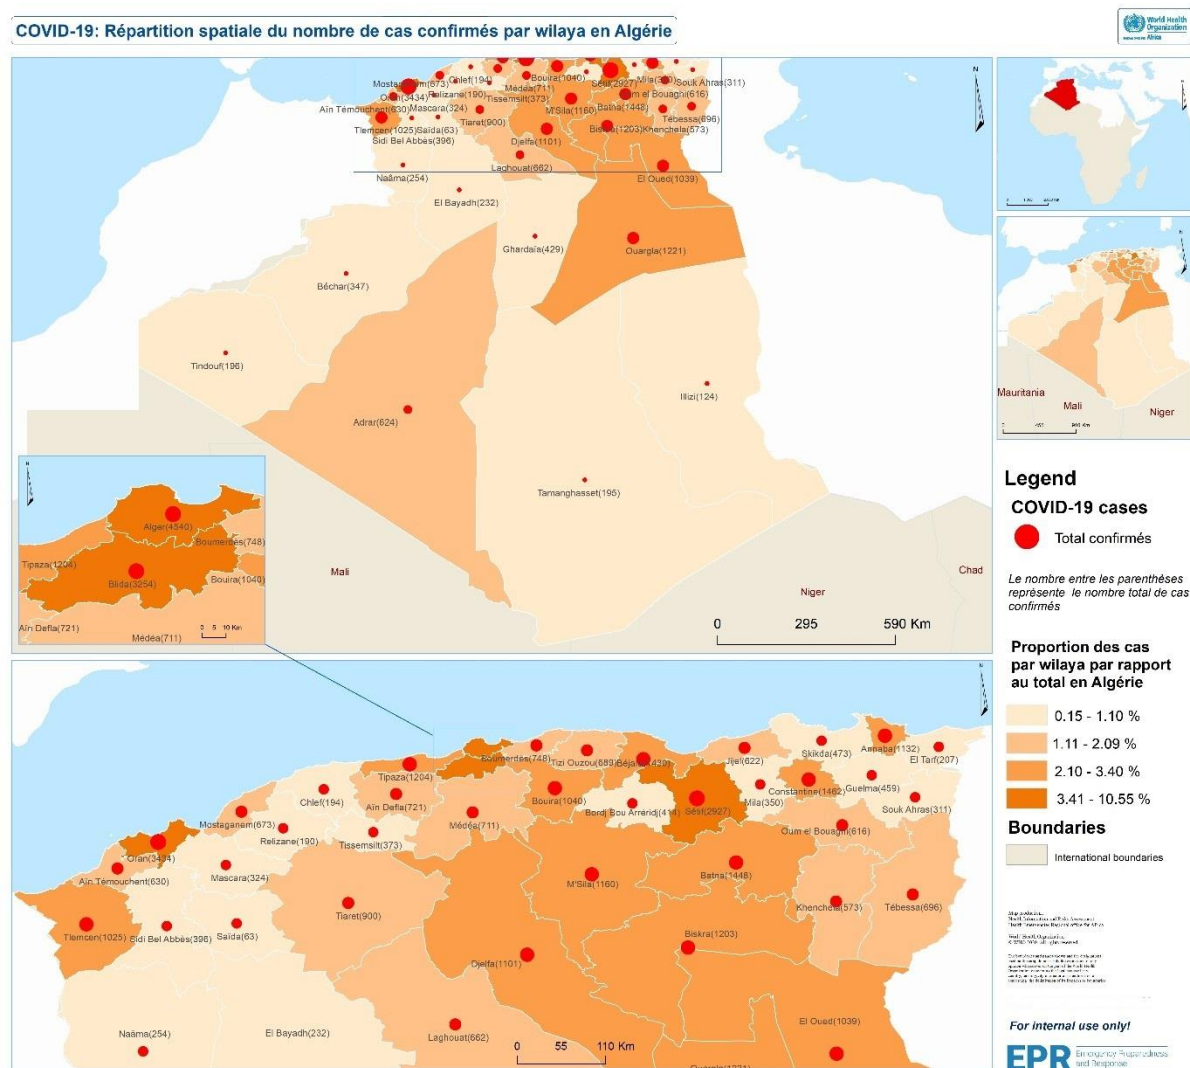 COVID-19: Répartition spatiale du nombre de cas confirmés par wilaya en Algérie
World Health
Organization
Africa
Mostaganem(673)
Chlef(194)
Bouira(1040)
Sétif(2927)
Mila(350)
Souk Ahras(311)
Oran(3434)
Relizane(190)
Médéa(711)
Oum el Bouaghi(616)
Aïn Témouchent(630)
Mascara(324)
Tissemsilt(373)
M'Sila(1160)
Batna(1448)
Tlemcen(1025)
Saïda(63)
Tiaret(900)
Biskra(1203)
Khenchela(573)
Tébessa(696)
Sidi Bel Abbès(396)
Djelfa(1101)
Laghouat(662)
Naâma(254)
El Oued(1039)
El Bayadh(232)
Ghardaïa(429)
Ouargla(1221)
Béchar(347)
Tindouf(196)
Illizi(124)
Adrar(624)
Tamanghasset(195)
Mali
Niger
Chad
0 295 590 Km
Alger(4540)
Boumerdès(748)
Tipaza(1204)
Blida(3254)
Bouira(1040)
Aïn Defla(721)
Médéa(711)
0 5 10 Km
Mauritania
Mali
Niger
Legend
COVID-19 cases
Total confirmés
Le nombre entre les parenthéses
représente le nombre total de cas
confirmés
Proportion des cas
par wilaya par rapport
au total en Algérie
0.15 - 1.10 %
1.11 - 2.09 %
2.10 - 3.40 %
3.41 - 10.55 %
Boundaries
International boundaries
Skikda(473)
Annaba(1132)
El Tarf(207)
Boumerdès(748)
Tizi Ouzou(689)
Jijel(622)
Tipaza(1204)
Constantine(1462)
Guelma(459)
Chlef(194)
Aïn Defla(721)
Bouira(1040)
Bordj Bou Arréridj(414)
Sétif(2927)
Mila(350)
Souk Ahras(311)
Mostaganem(673)
Relizane(190)
Tissemsilt(373)
Médéa(711)
Oum el Bouaghi(616)
Oran(3434)
Aïn Témouchent(630)
Mascara(324)
M'Sila(1160)
Batna(1448)
Tiaret(900)
Khenchela(573)
Tébessa(696)
Tlemcen(1025)
Sidi Bel Abbès(396)
Saïda(63)
Biskra(1203)
Djelfa(1101)
Naâma(254)
El Bayadh(232)
Laghouat(662)
El Oued(1039)
0 55 110 Km
For internal use only!
EPR
Emergency Preparedness
and Response